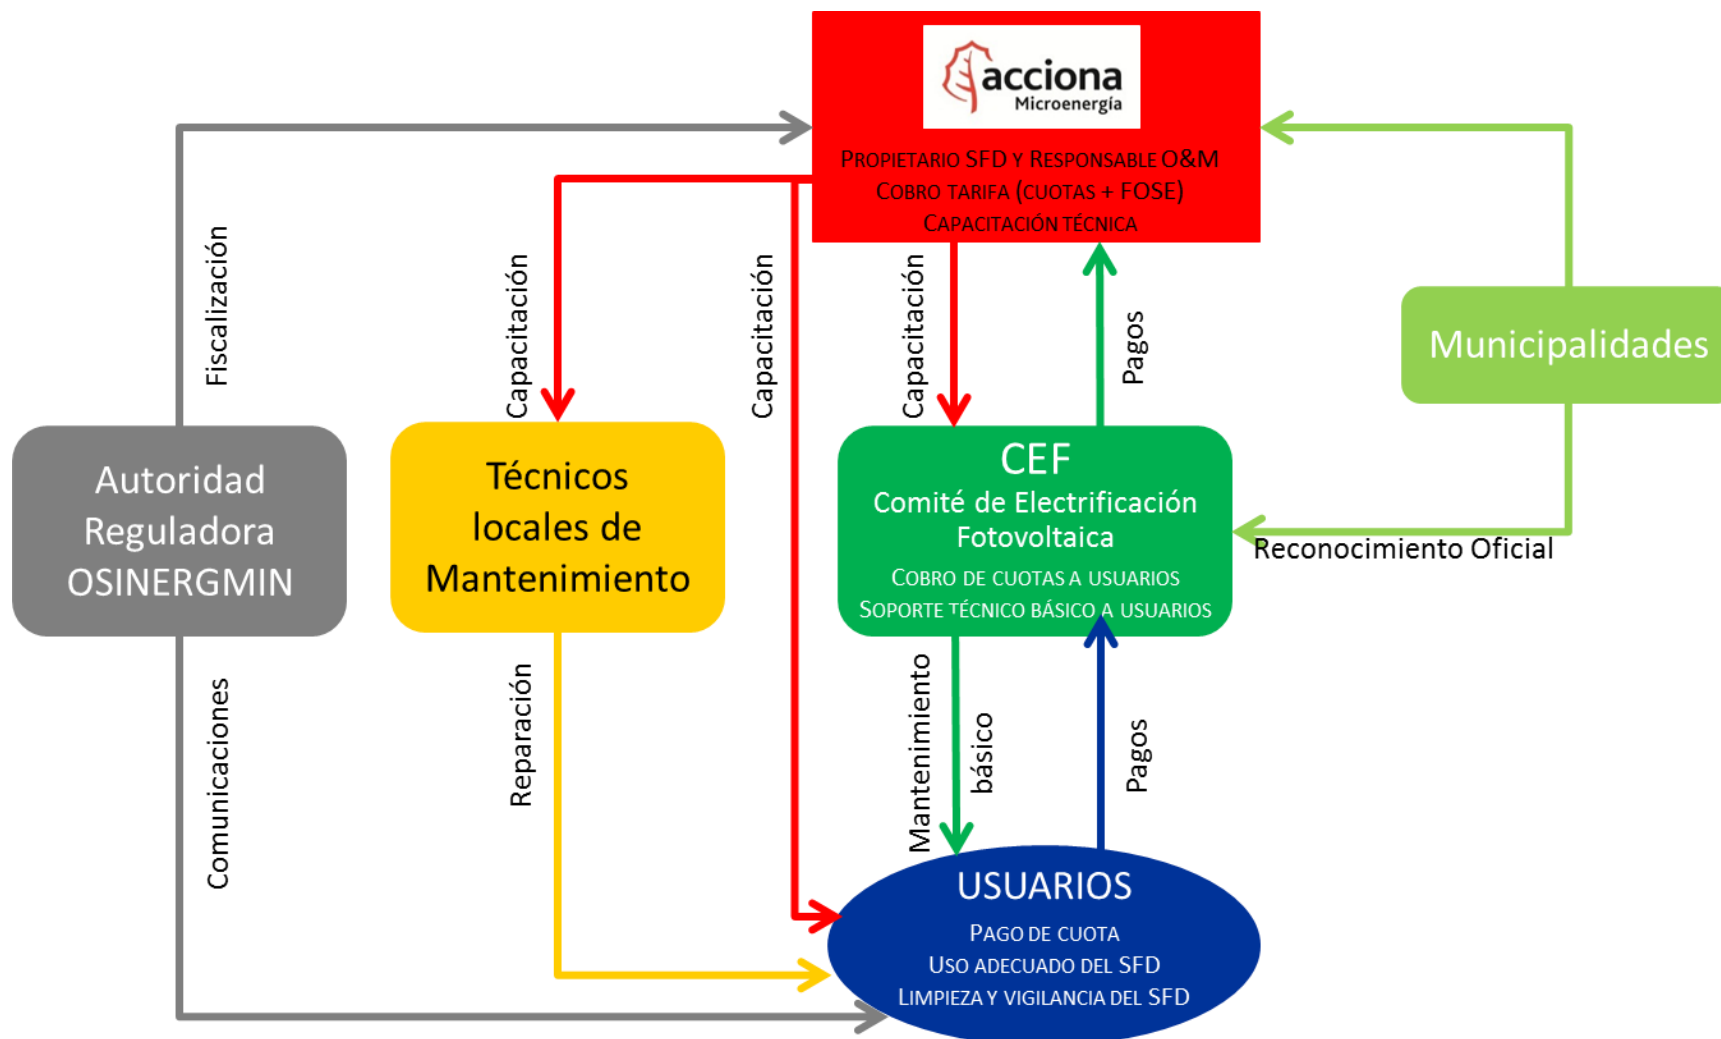 acciona
Microenergía
PROPIETARIO SFD Y RESPONSABLE O&M
COBRO TARIFA (CUOTAS + FOSE)
CAPACITACIÓN TÉCNICA
Fiscalización
Capacitación
Capacitación
Capacitación
Pagos
Municipalidades
Autoridad
Reguladora
OSINERGMIN
Técnicos
locales de
Mantenimiento
CEF
Comité de Electrificación
Fotovoltaica
COBRO DE CUOTAS A USUARIOS
SOPORTE TÉCNICO BÁSICO A USUARIOS
Reconocimiento Oficial
Comunicaciones
Reparación
Mantenimiento
básico
Pagos
USUARIOS
PAGO DE CUOTA
USO ADECUADO DEL SFD
LIMPIEZA Y VIGILANCIA DEL SFD